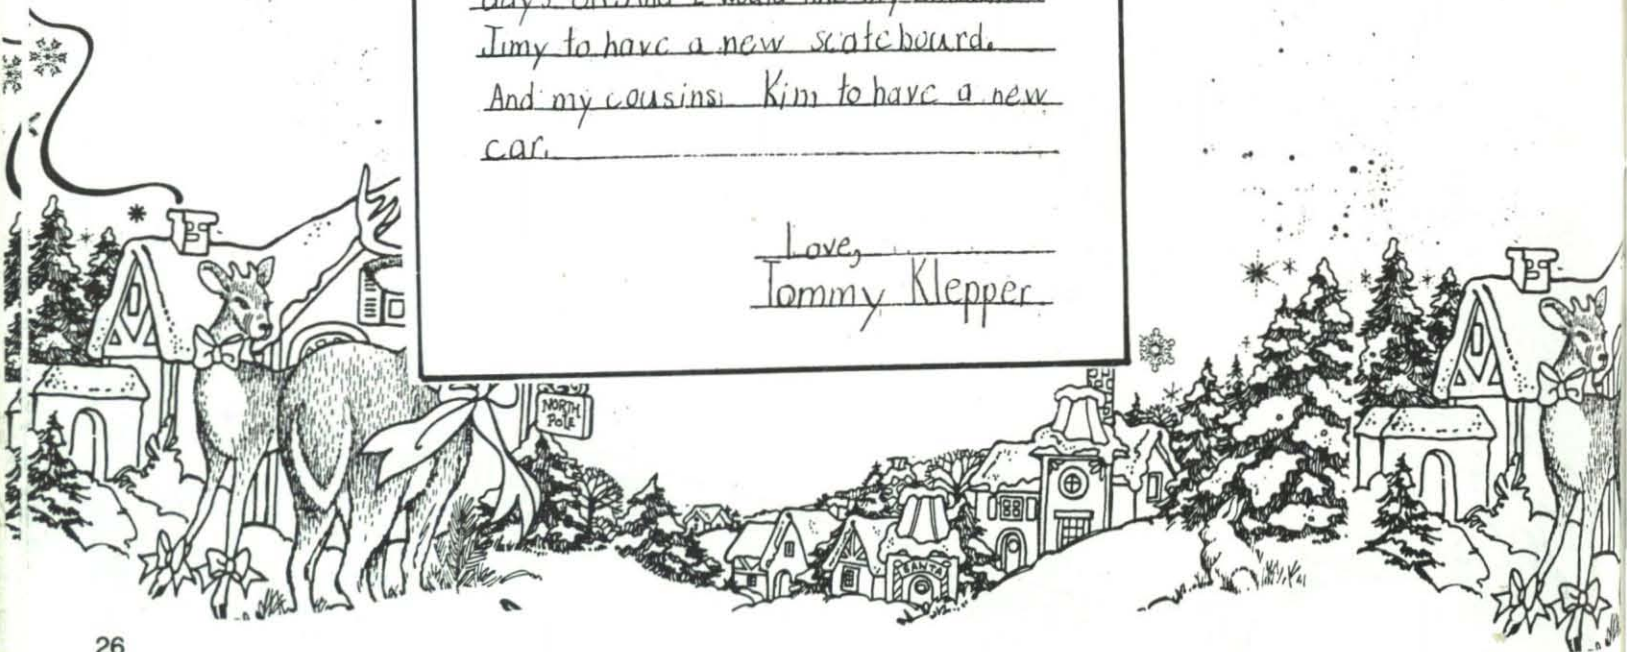 Jimy to have a new scatebourd.
And my cousins. Kim to have a new
car.
Love,
Tommy Klepper
NORTH
POLE
SANTA
26